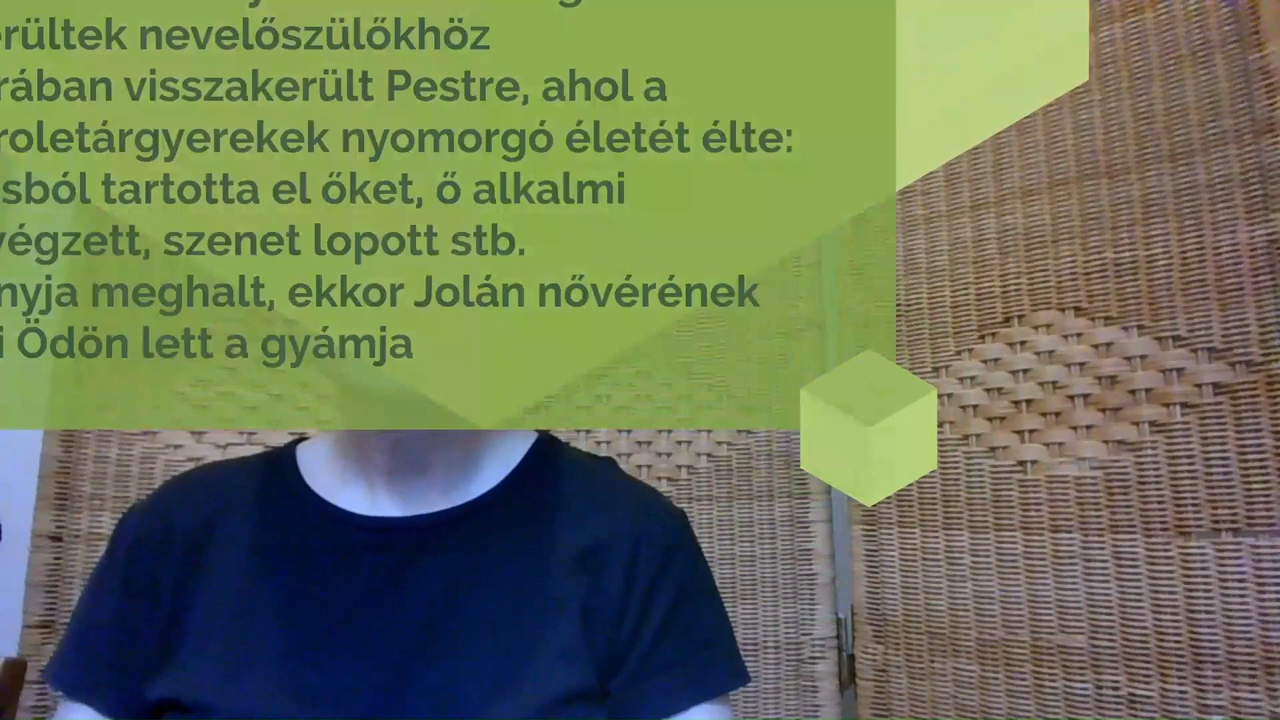 rültek nevelőszülőkhöz
rában visszakerült Pestre, ahol a
roletárgyerekek nyomorgó életét élte:
sból tartotta el őket, ő alkalmi
végzett, szenet lopott stb.
nyja meghalt, ekkor Jolán nővérének
i Ödön lett a gyámja